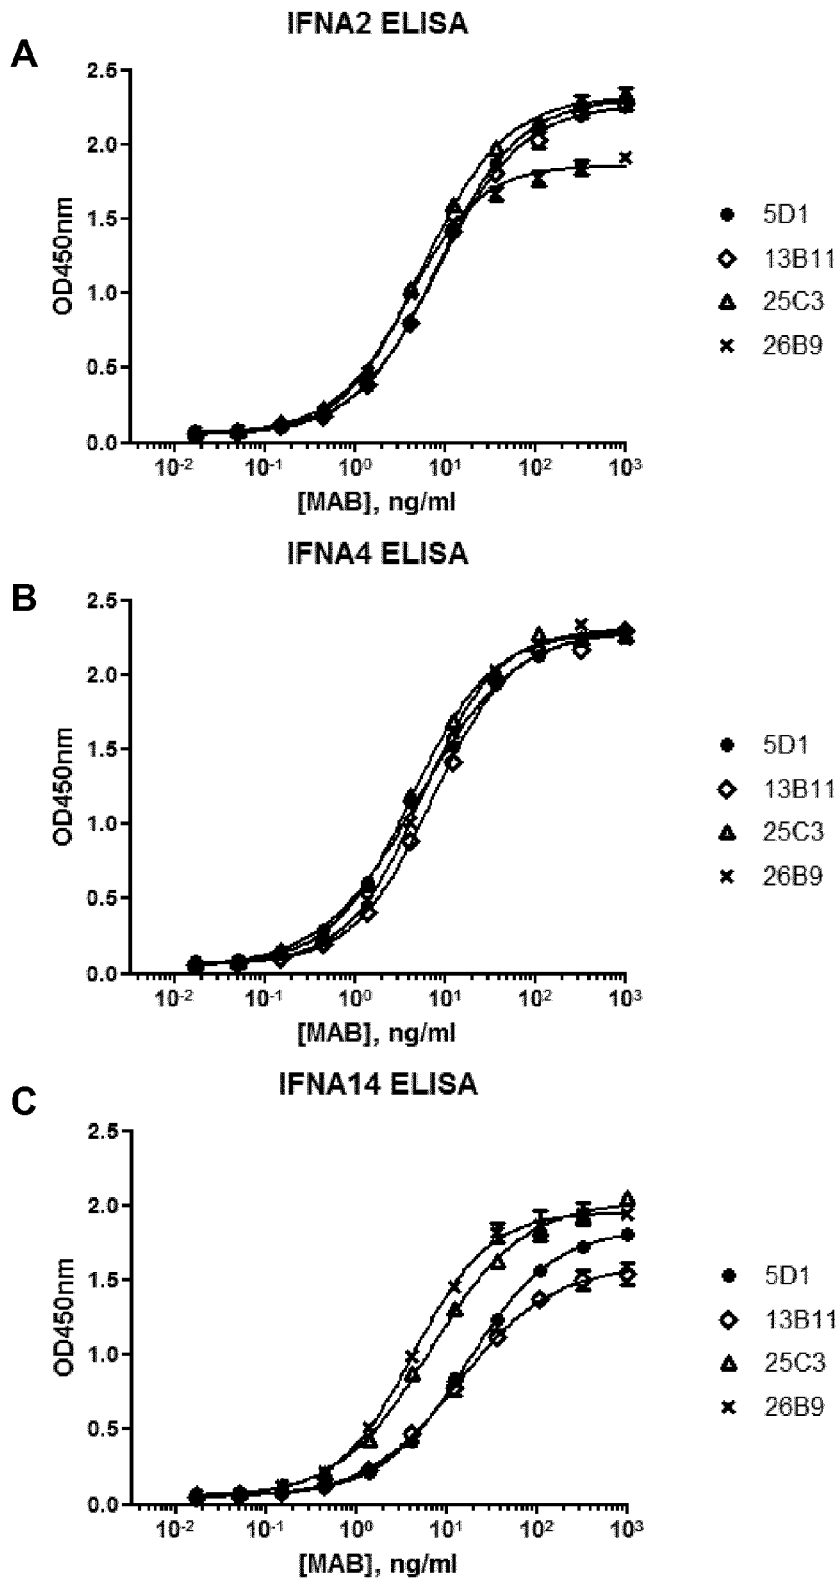 IFNA2 ELISA
A
2.5
2.0
1.5
1.0
0.5
0.0
OD450nm
10-2 10-1 100 101 102 103
[MAB], ng/ml
5D1
13B11
25C3
26B9
IFNA4 ELISA
B
2.5
2.0
1.5
1.0
0.5
0.0
OD450nm
10-2 10-1 100 101 102 103
[MAB], ng/ml
5D1
13B11
25C3
26B9
IFNA14 ELISA
C
2.5
2.0
1.5
1.0
0.5
0.0
OD450nm
10-2 10-1 100 101 102 103
[MAB], ng/ml
5D1
13B11
25C3
26B9